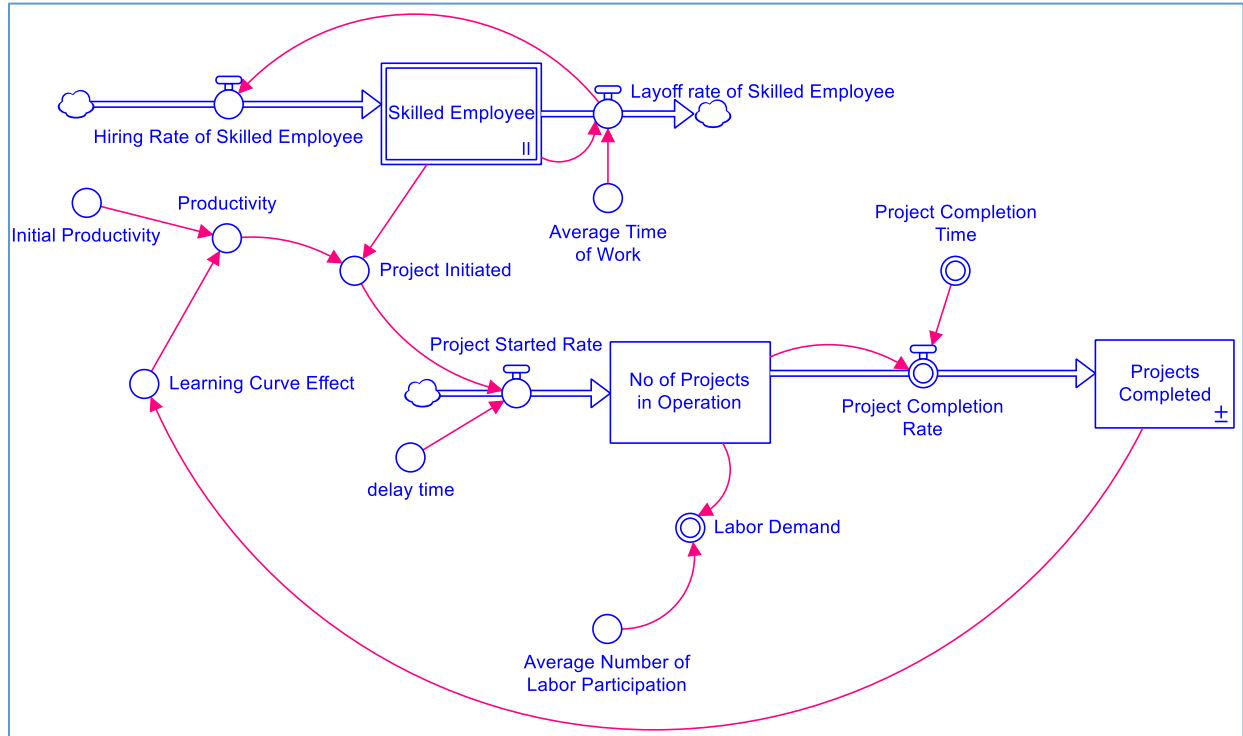 Layoff rate of Skilled Employee
Skilled Employee
Hiring Rate of Skilled Employee
Productivity
Initial Productivity
Average Time
of Work
Project Completion
Time
Project Initiated
Project Started Rate
Learning Curve Effect
No of Projects
in Operation
Projects
Completed
Project Completion
Rate
delay time
Labor Demand
Average Number of
Labor Participation